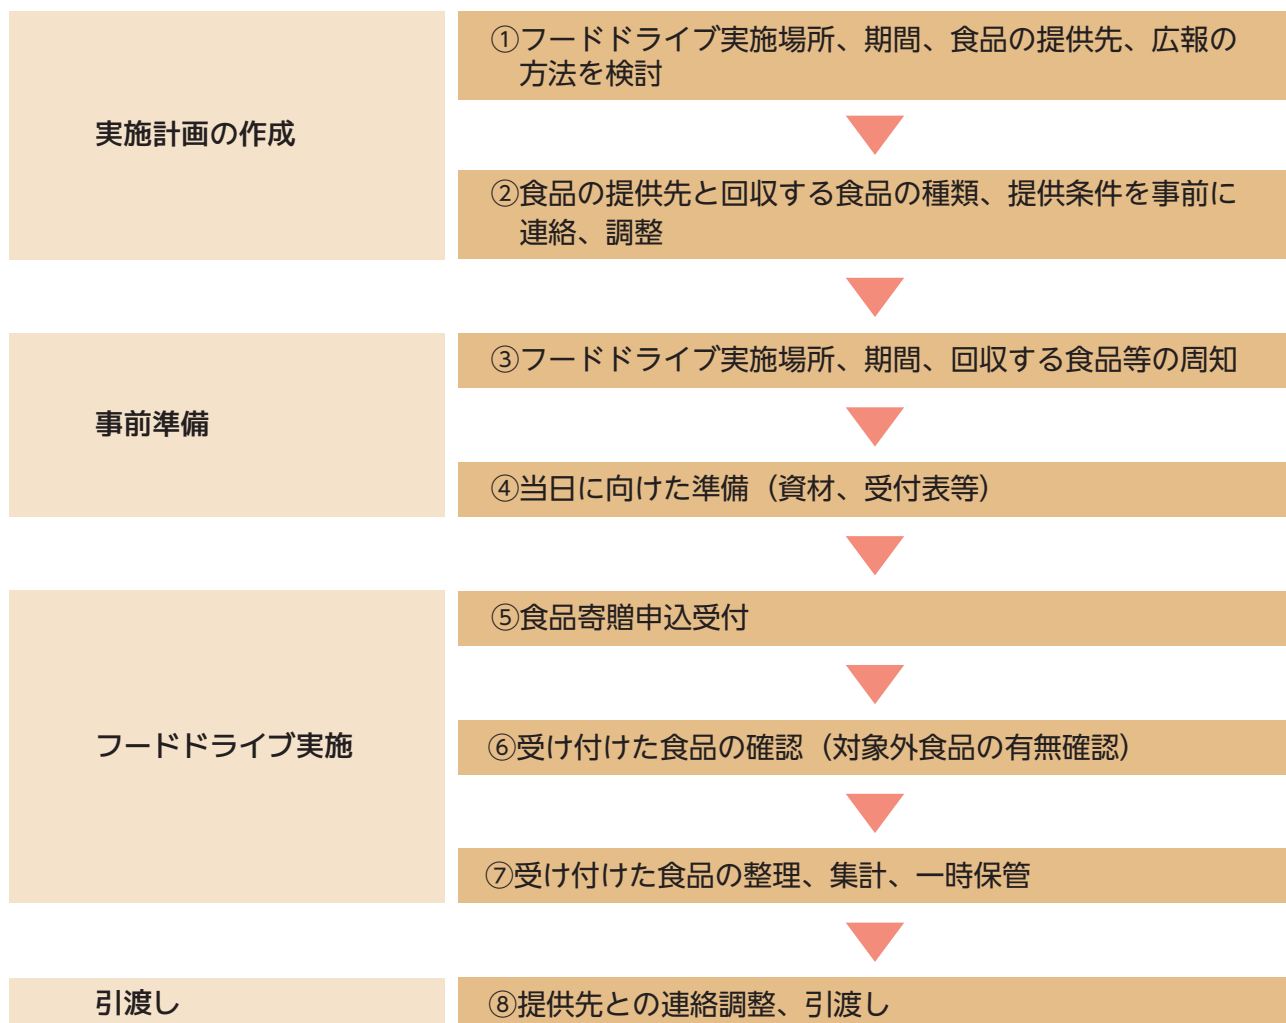 実施計画の作成
①フードドライブ実施場所、期間、食品の提供先、広報の
方法を検討
②食品の提供先と回収する食品の種類、提供条件を事前に
連絡、調整
事前準備
③フードドライブ実施場所、期間、回収する食品等の周知
④当日に向けた準備（資材、受付表等）
フードドライブ実施
⑤食品寄贈申込受付
⑥受け付けた食品の確認（対象外食品の有無確認）
⑦受け付けた食品の整理、集計、一時保管
引渡し
⑧提供先との連絡調整、引渡し